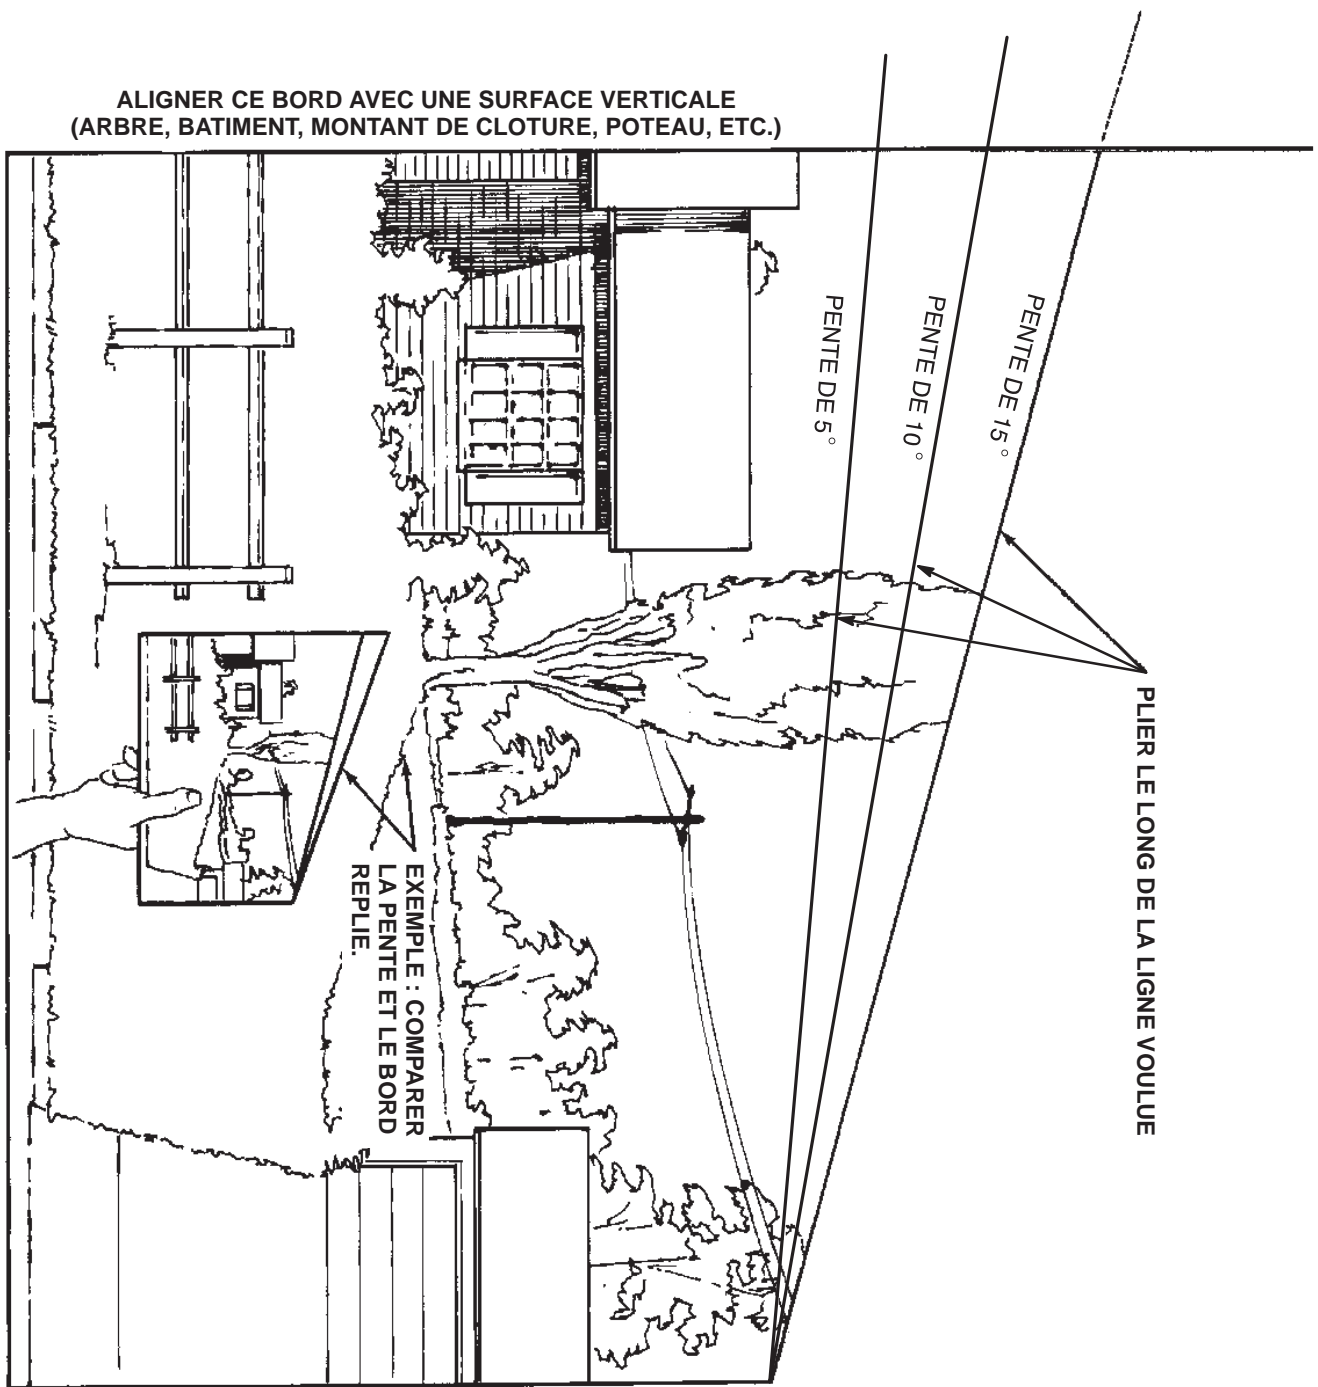 ALIGNER CE BORD AVEC UNE SURFACE VERTICALE
(ARBRE, BATIMENT, MONTANT DE CLOTURE, POTEAU, ETC.)
PENTE DE 15°
PENTE DE 10°
PENTE DE 5°
PLIER LE LONG DE LA LIGNE VOULUE
EXEMPLE : COMPARER
LA PENTE ET LE BORD
REPLIE.